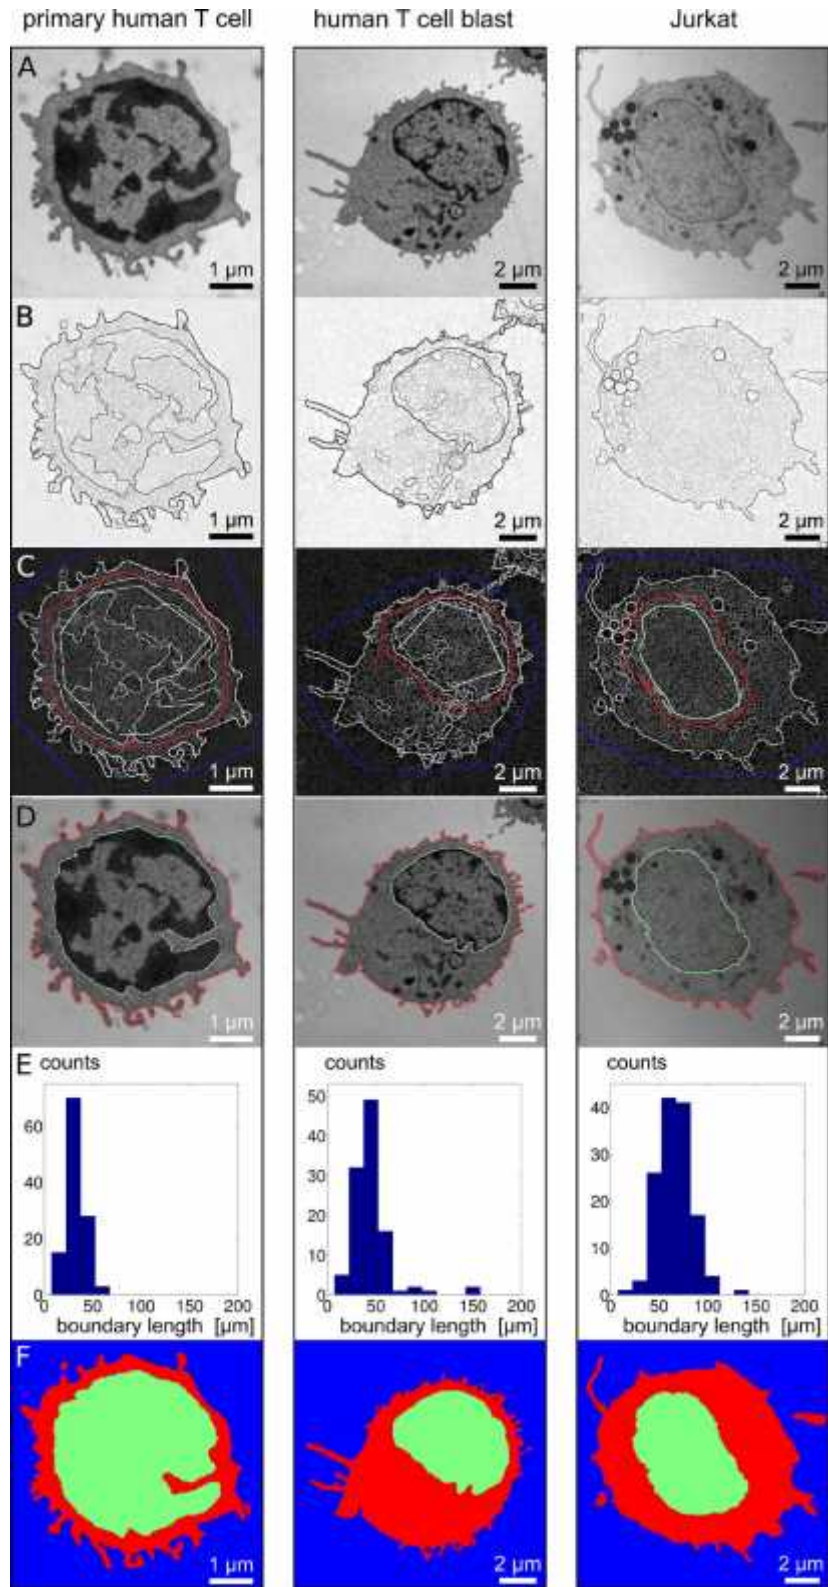 primary human T cell human T cell blast Jurkat
A
1 µm 2 µm 2 µm
B
1 µm 2 µm 2 µm
C
1 µm 2 µm 2 µm
D
1 µm 2 µm 2 µm
E counts counts counts
60 40 20 0
0 50 100 150 200
boundary length [µm]
50 40 30 20 10 0
0 50 100 150 200
boundary length [µm]
40 30 20 10 0
0 50 100 150 200
boundary length [µm]
F
1 µm 2 µm 2 µm